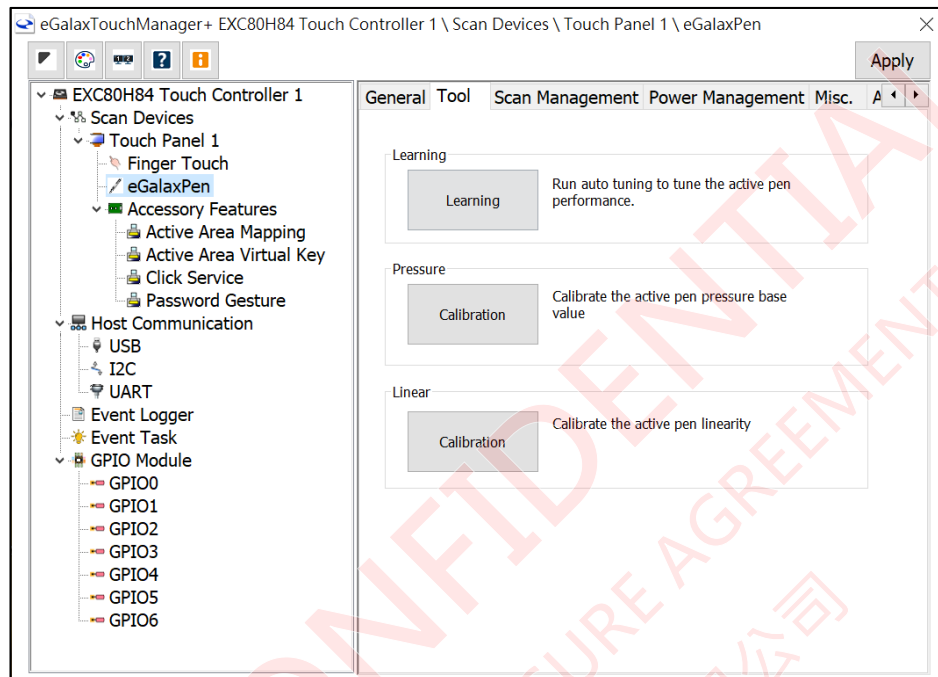 eGalaxTouchManager+ EXC80H84 Touch Controller 1 \ Scan Devices \ Touch Panel 1 \ eGalaxPen
Apply
EXC80H84 Touch Controller 1
Scan Devices
Touch Panel 1
Finger Touch
eGalaxPen
Accessory Features
Active Area Mapping
Active Area Virtual Key
Click Service
Password Gesture
Host Communication
USB
I2C
UART
Event Logger
Event Task
GPIO Module
GPIO0
GPIO1
GPIO2
GPIO3
GPIO4
GPIO5
GPIO6
General Tool Scan Management Power Management Misc. A
Learning
Learning
Run auto tuning to tune the active pen
performance.
Pressure
Calibration
Calibrate the active pen pressure base
value
Linear
Calibration
Calibrate the active pen linearity
CONFIDENTIAL
SURE AGREEMENT
公司